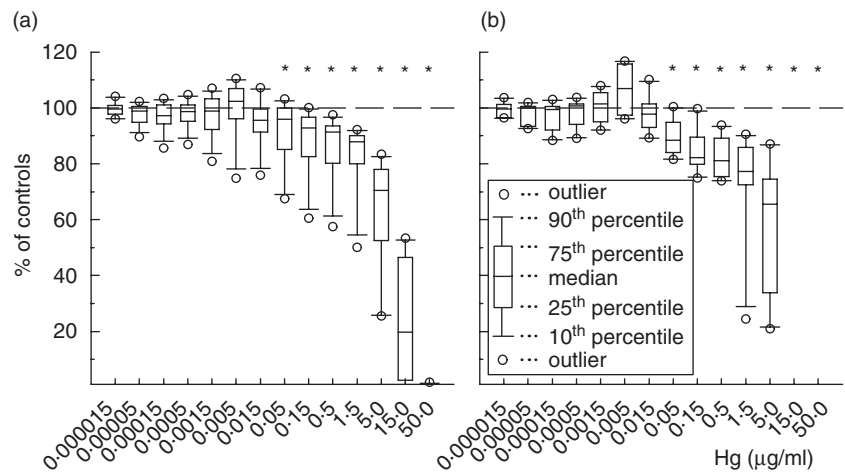 (a)
(b)
% of controls
120
100
80
60
40
20
* * * * * * *
* * * * * * *
··· outlier
··· 90th percentile
··· 75th percentile
··· median
··· 25th percentile
··· 10th percentile
··· outlier
0·000015
0·00005
0·00015
0·0005
0·0015
0·005
0·015
0·05
0·15
0·5
1·5
5·0
15·0
50·0
0·000015
0·00005
0·00015
0·0005
0·0015
0·005
0·015
0·05
0·15
0·5
1·5
5·0
15·0
50·0
Hg (µg/ml)